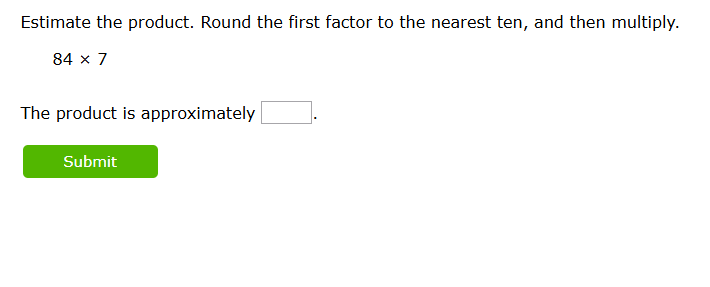 Estimate the product. Round the first factor to the nearest ten, and then multiply.
84 × 7
The product is approximately .
Submit